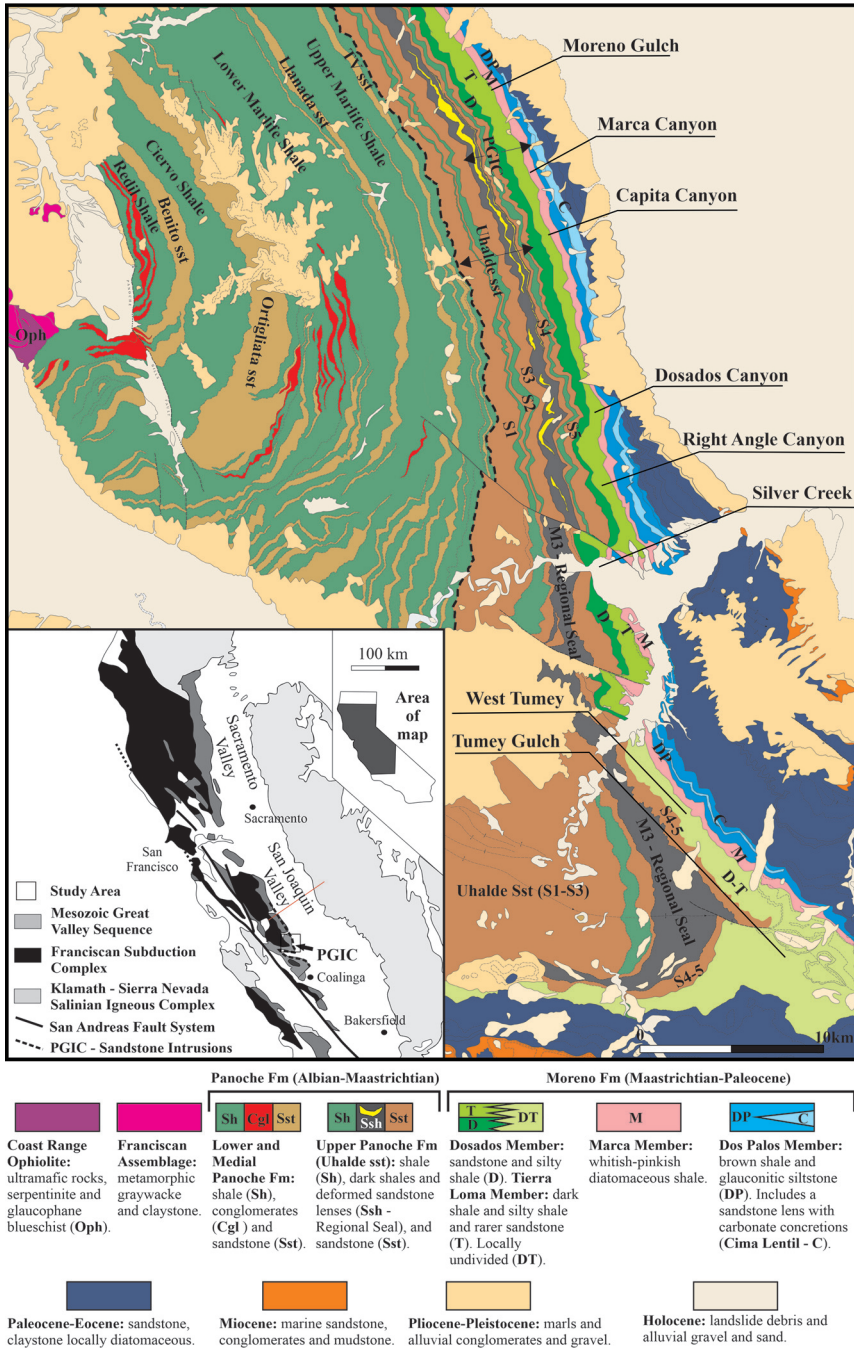 Moreno Gulch
Marca Canyon
Capita Canyon
Dosados Canyon
Right Angle Canyon
Silver Creek
DP
M
T
D
C
PGIC
TV sst
Upper Marlife Shale
Llanada sst
Lower Marlife Shale
Ciervo Shale
Benito sst
Redil Shale
Ortigliata sst
Uhalde sst
Oph
S4
S3
S2
S1
S5
M3 - Regional Seal
D
T
M
West Tumey
Tumey Gulch
DP
C
M
S4-5
D-T
M3 - Regional Seal
Uhalde Sst (S1-S3)
S4-5
0
10km
100 km
Area of
map
Sacramento
Valley
Sacramento
San
Francisco
San Joaquin
Valley
PGIC
Coalinga
Bakersfield
Study Area
Mesozoic Great
Valley Sequence
Franciscan Subduction
Complex
Klamath - Sierra Nevada
Salinian Igneous Complex
San Andreas Fault System
PGIC - Sandstone Intrusions
Panoche Fm (Albian-Maastrichtian)
Moreno Fm (Maastrichtian-Paleocene)
Sh Cgl Sst
Sh Ssh Sst
T D DT
M
DP C
Coast Range
Ophiolite:
ultramafic rocks,
serpentinite and
glaucophane
blueschist (Oph).
Franciscan
Assemblage:
metamorphic
graywacke
and claystone.
Lower and
Medial
Panoche Fm:
shale (Sh),
conglomerates
(Cgl ) and
sandstone (Sst).
Upper Panoche Fm
(Uhalde sst): shale
(Sh), dark shales and
deformed sandstone
lenses (Ssh -
Regional Seal), and
sandstone (Sst).
Dosados Member:
sandstone and silty
shale (D). Tierra
Loma Member: dark
shale and silty shale
and rarer sandstone
(T). Locally
undivided (DT).
Marca Member:
whitish-pinkish
diatomaceous shale.
Dos Palos Member:
brown shale and
glauconitic siltstone
(DP). Includes a
sandstone lens with
carbonate concretions
(Cima Lentil - C).
Paleocene-Eocene: sandstone,
claystone locally diatomaceous.
Miocene: marine sandstone,
conglomerates and mudstone.
Pliocene-Pleistocene: marls and
alluvial conglomerates and gravel.
Holocene: landslide debris and
alluvial gravel and sand.